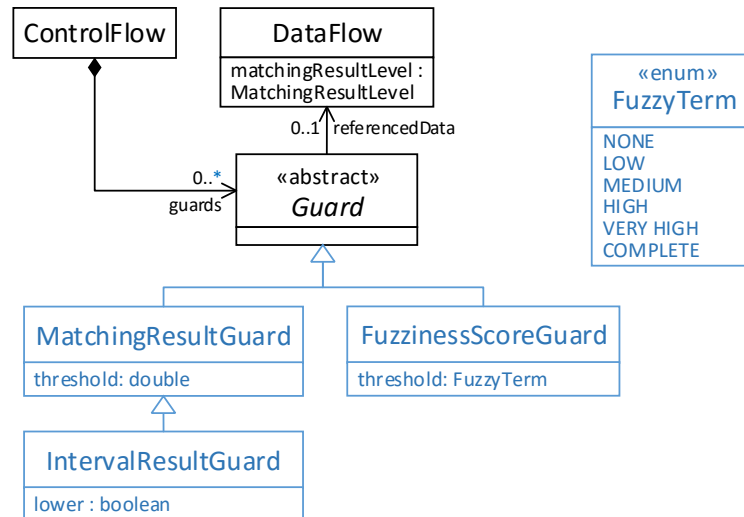 ControlFlow
DataFlow
matchingResultLevel :
MatchingResultLevel
«enum»
FuzzyTerm
NONE
LOW
MEDIUM
HIGH
VERY HIGH
COMPLETE
0..1 referencedData
0..*
guards
«abstract»
Guard
MatchingResultGuard
threshold: double
FuzzinessScoreGuard
threshold: FuzzyTerm
IntervalResultGuard
lower : boolean